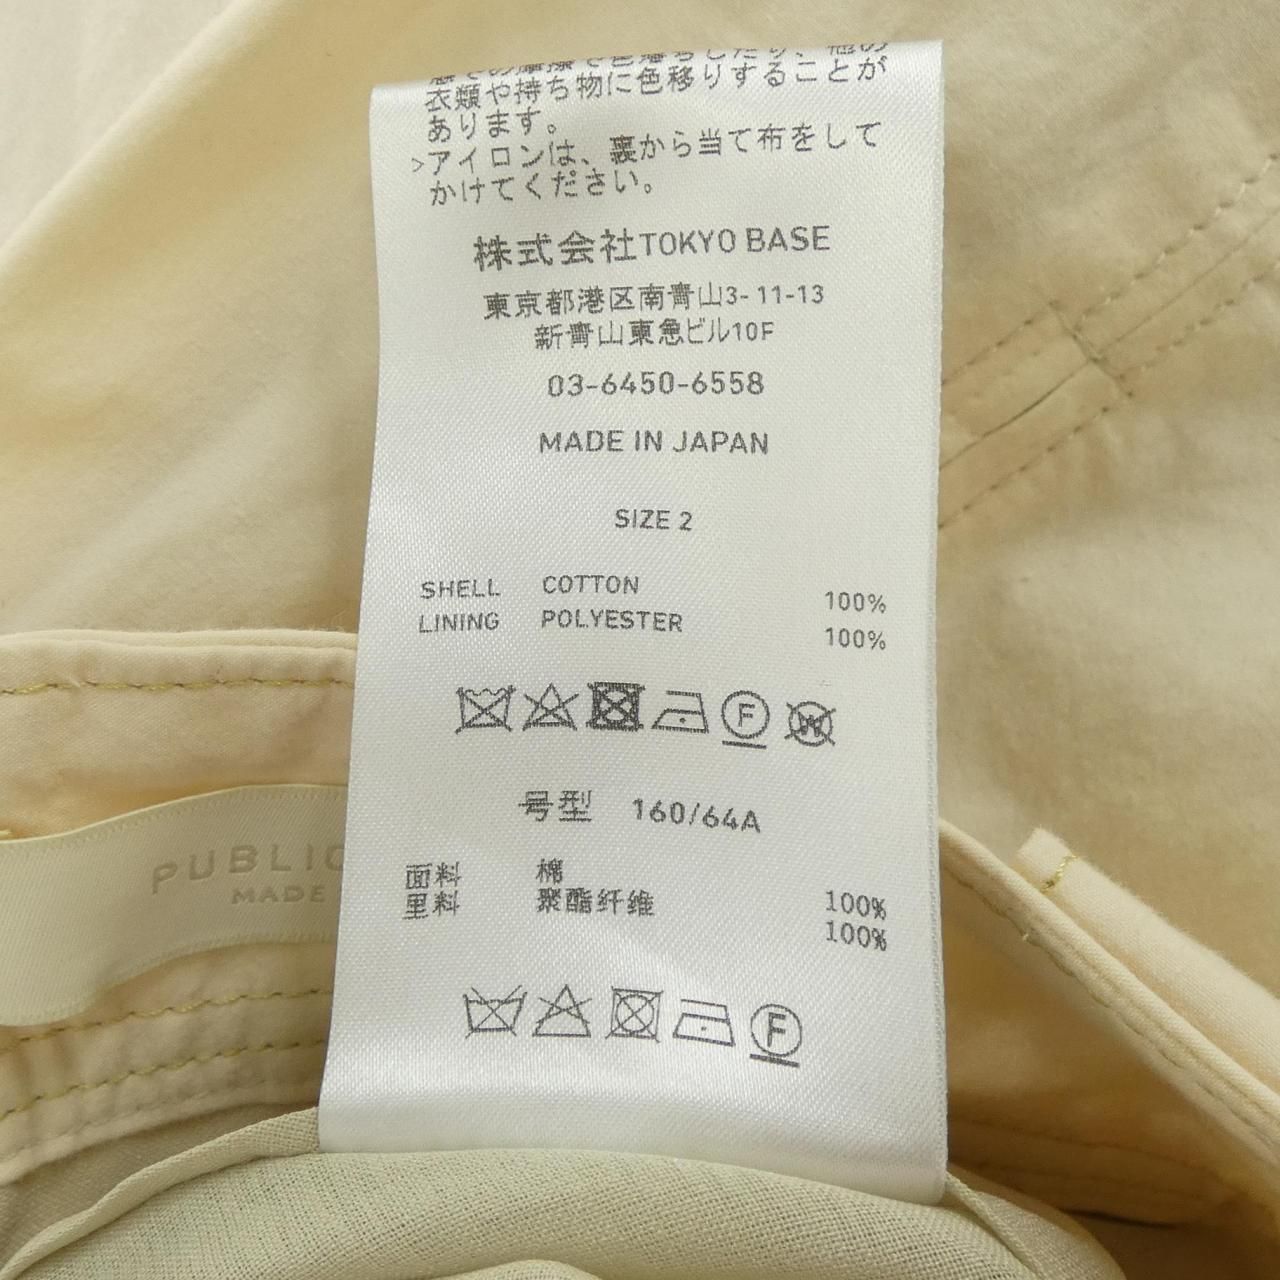 衣類や持ち物に色移りすることが
あります。
>アイロンは、裏から当て布をして
かけてください。
株式会社TOKYO BASE
東京都港区南青山3-11-13
新青山東急ビル10F
03-6450-6558
MADE IN JAPAN
SIZE 2
SHELL COTTON 100%
LINING POLYESTER 100%
F W
号型 160/64A
面料 棉 100%
里料 聚酯纤维 100%
F
PUBLIC
MADE